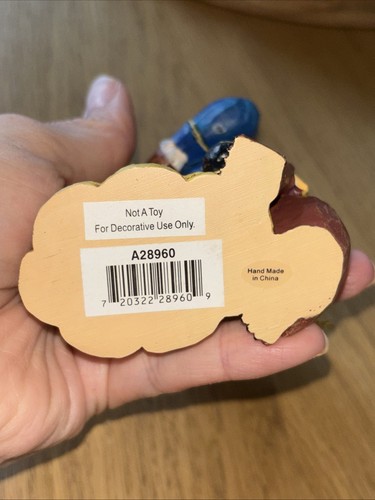 Not A Toy
For Decorative Use Only.
A28960
7 20322 28960 9
Hand Made
in China